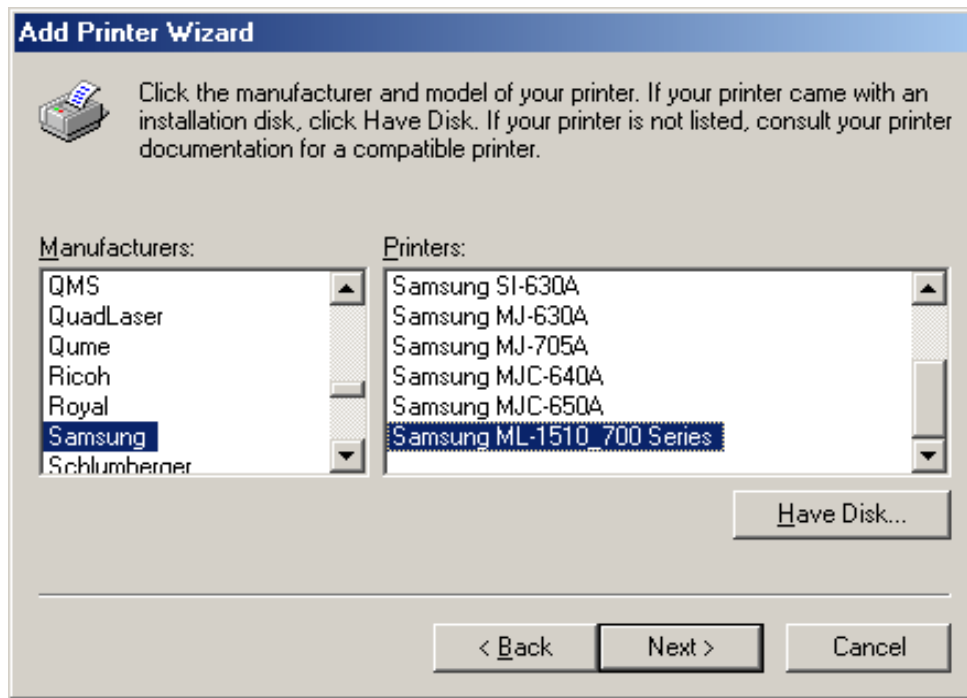 Add Printer Wizard
Click the manufacturer and model of your printer. If your printer came with an
installation disk, click Have Disk. If your printer is not listed, consult your printer
documentation for a compatible printer.
Manufacturers:
QMS
QuadLaser
Qume
Ricoh
Royal
Samsung
Schlumberger
Printers:
Samsung SI-630A
Samsung MJ-630A
Samsung MJ-705A
Samsung MJC-640A
Samsung MJC-650A
Samsung ML-1510_700 Series
Have Disk...
< Back
Next >
Cancel